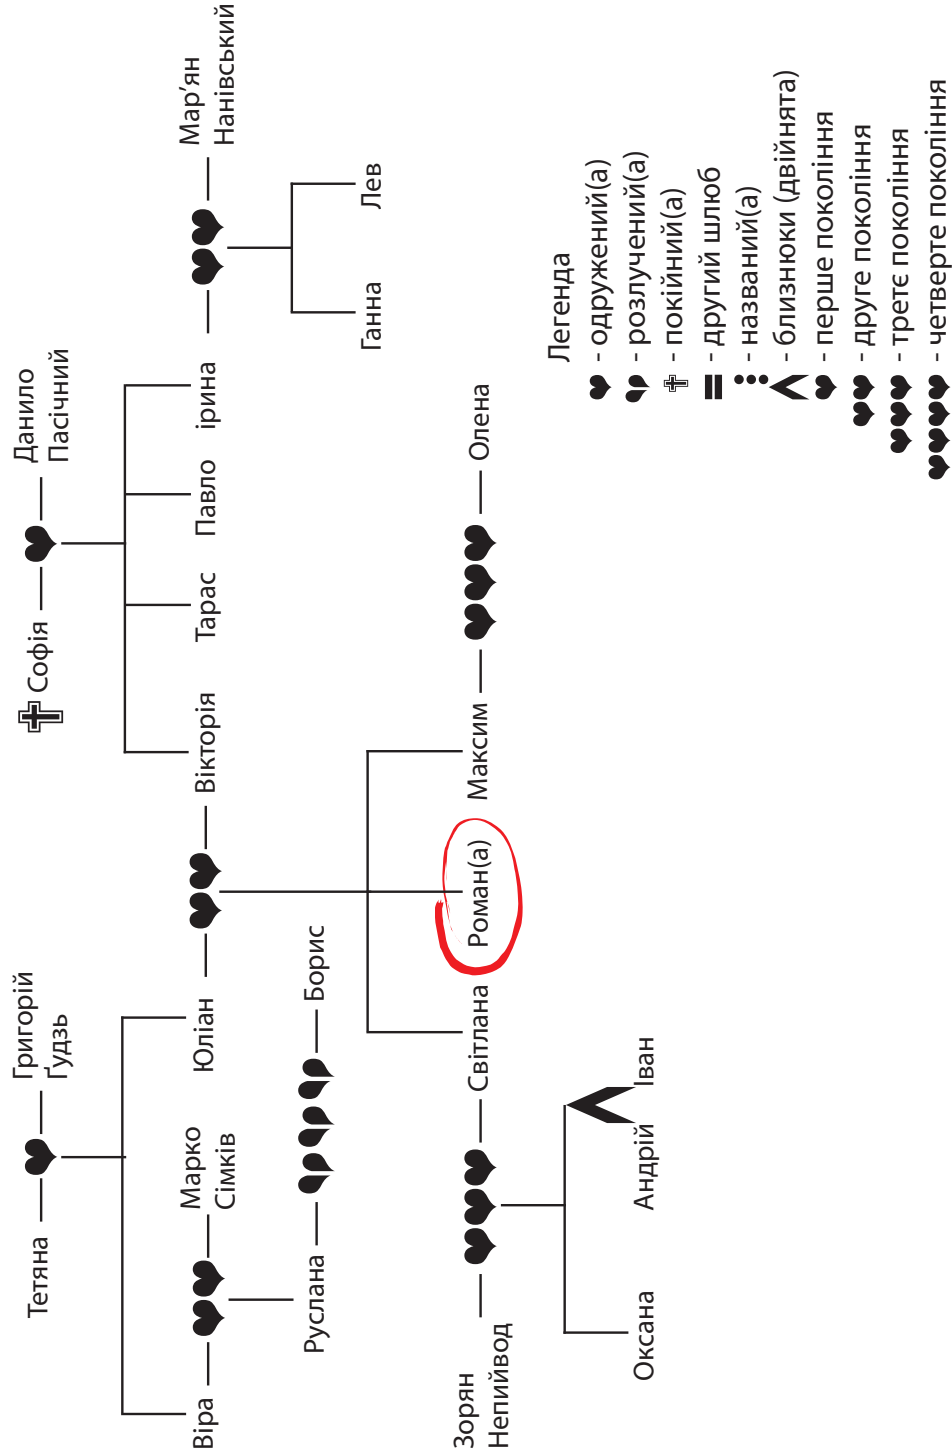 Тетяна
Григорій
Ґудзь
Софія
Данило
Пасічний
Віра
Марко
Сімків
Юліан
Вікторія
Тарас
Павло
ірина
Мар’ян
Нанівський
Руслана
Борис
Ганна
Лев
Зорян
Непийвод
Світлана
Роман(а)
Максим
Олена
Оксана
Андрій
Іван
Легенда
- одружений(а)
- розлучений(а)
- покійний(а)
- другий шлюб
- названий(а)
- близнюки (двійнята)
- перше покоління
- друге покоління
- третє покоління
- четверте покоління